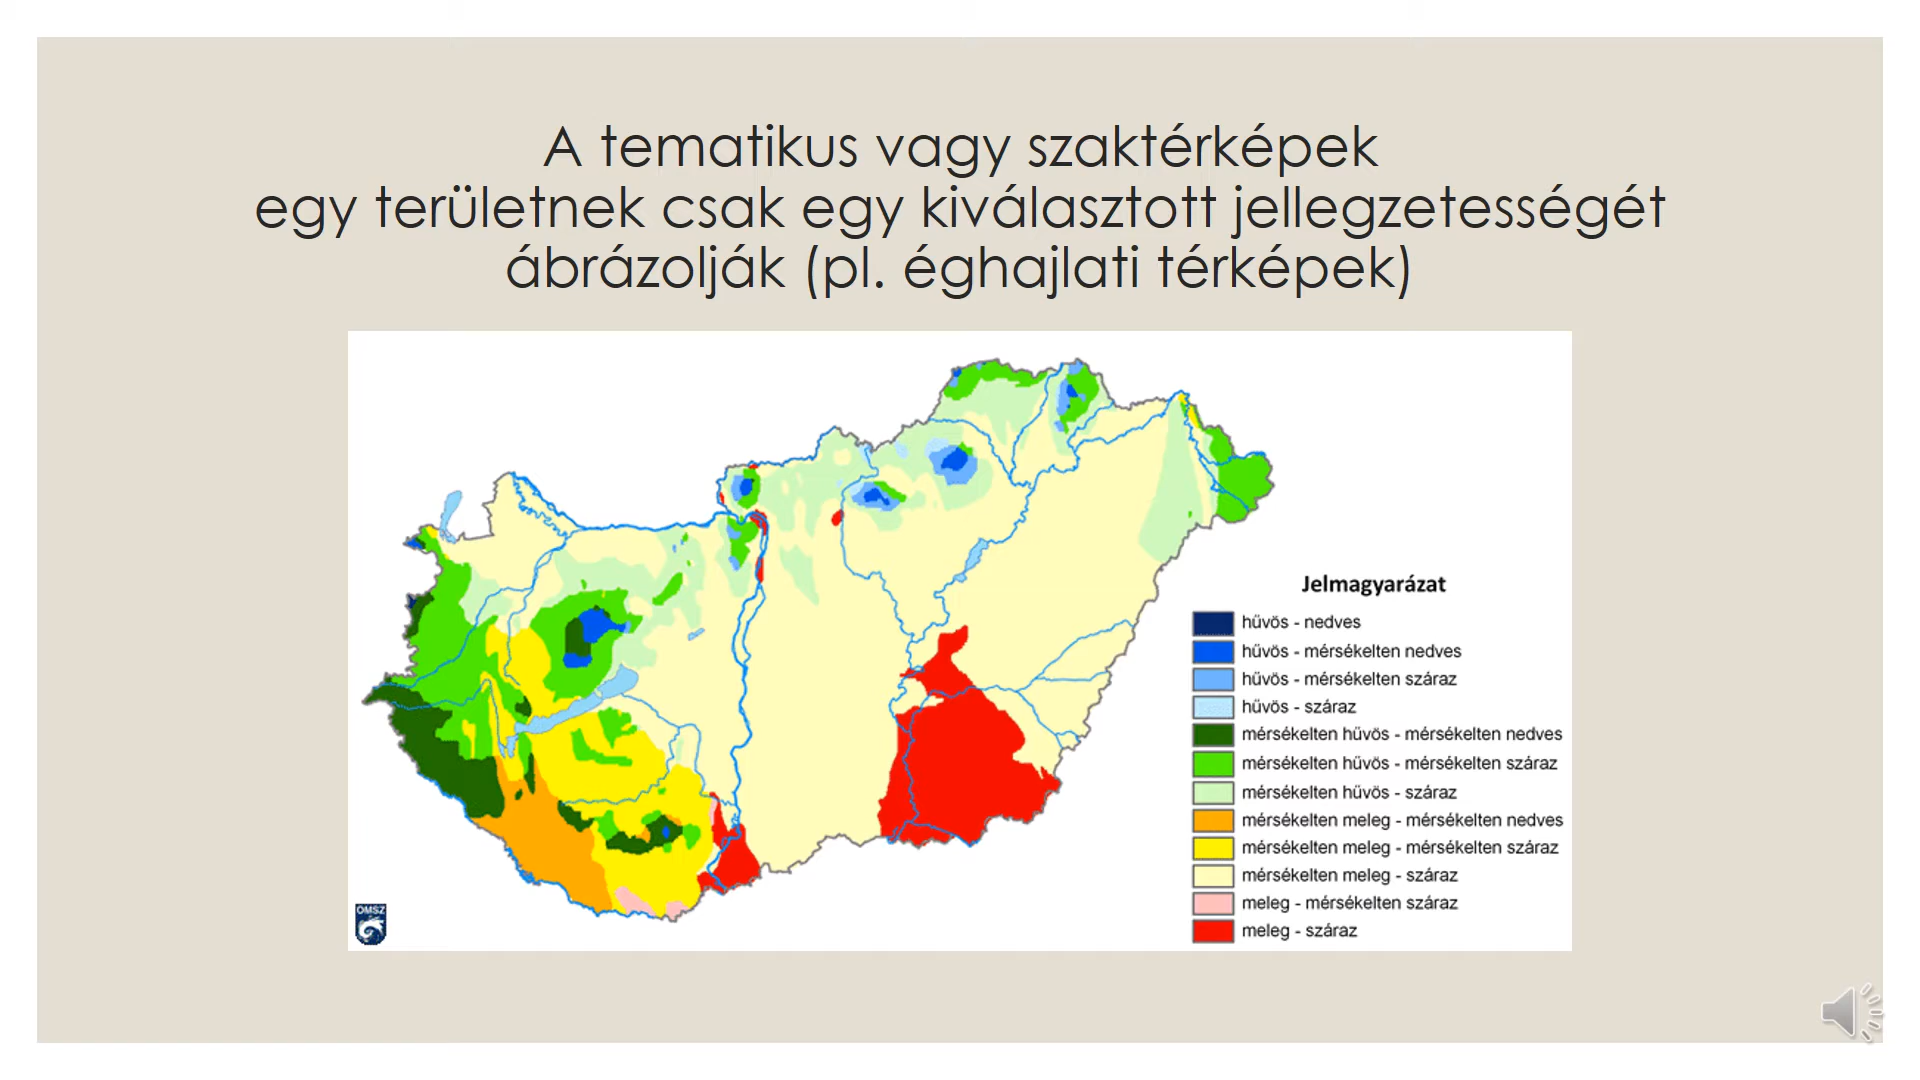 A tematikus vagy szaktérképek
egy területnek csak egy kiválasztott jellegzetességét
ábrázolják (pl. éghajlati térképek)
Jelmagyarázat
hűvös - nedves
hűvös - mérsékelten nedves
hűvös - mérsékelten száraz
hűvös - száraz
mérsékelten hűvös - mérsékelten nedves
mérsékelten hűvös - mérsékelten száraz
mérsékelten hűvös - száraz
mérsékelten meleg - mérsékelten nedves
mérsékelten meleg - mérsékelten száraz
mérsékelten meleg - száraz
meleg - mérsékelten száraz
meleg - száraz
OMSZ